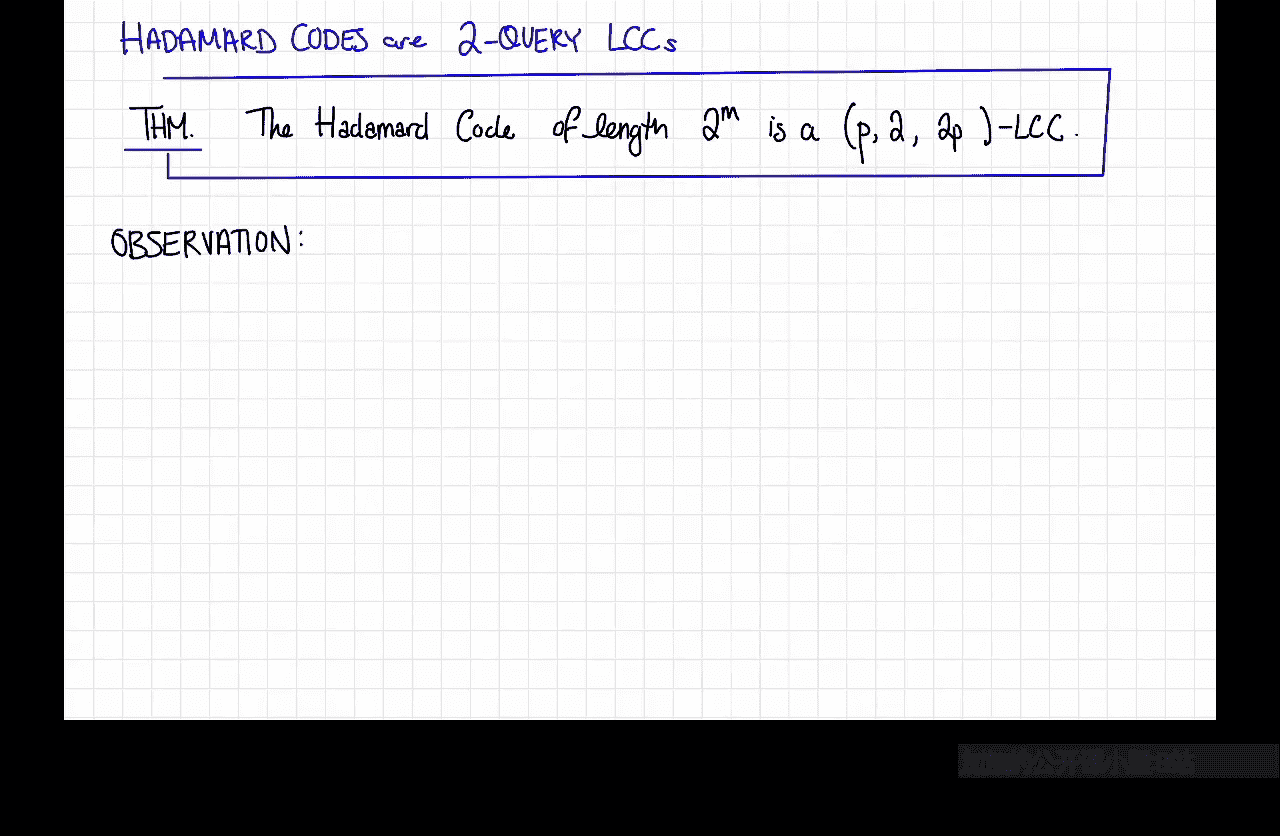 HADAMARD CODES are 2-QUERY LCCs
THM. The Hadamard Code of length 2^m is a (p, 2, 2p)-LCC.
OBSERVATION: